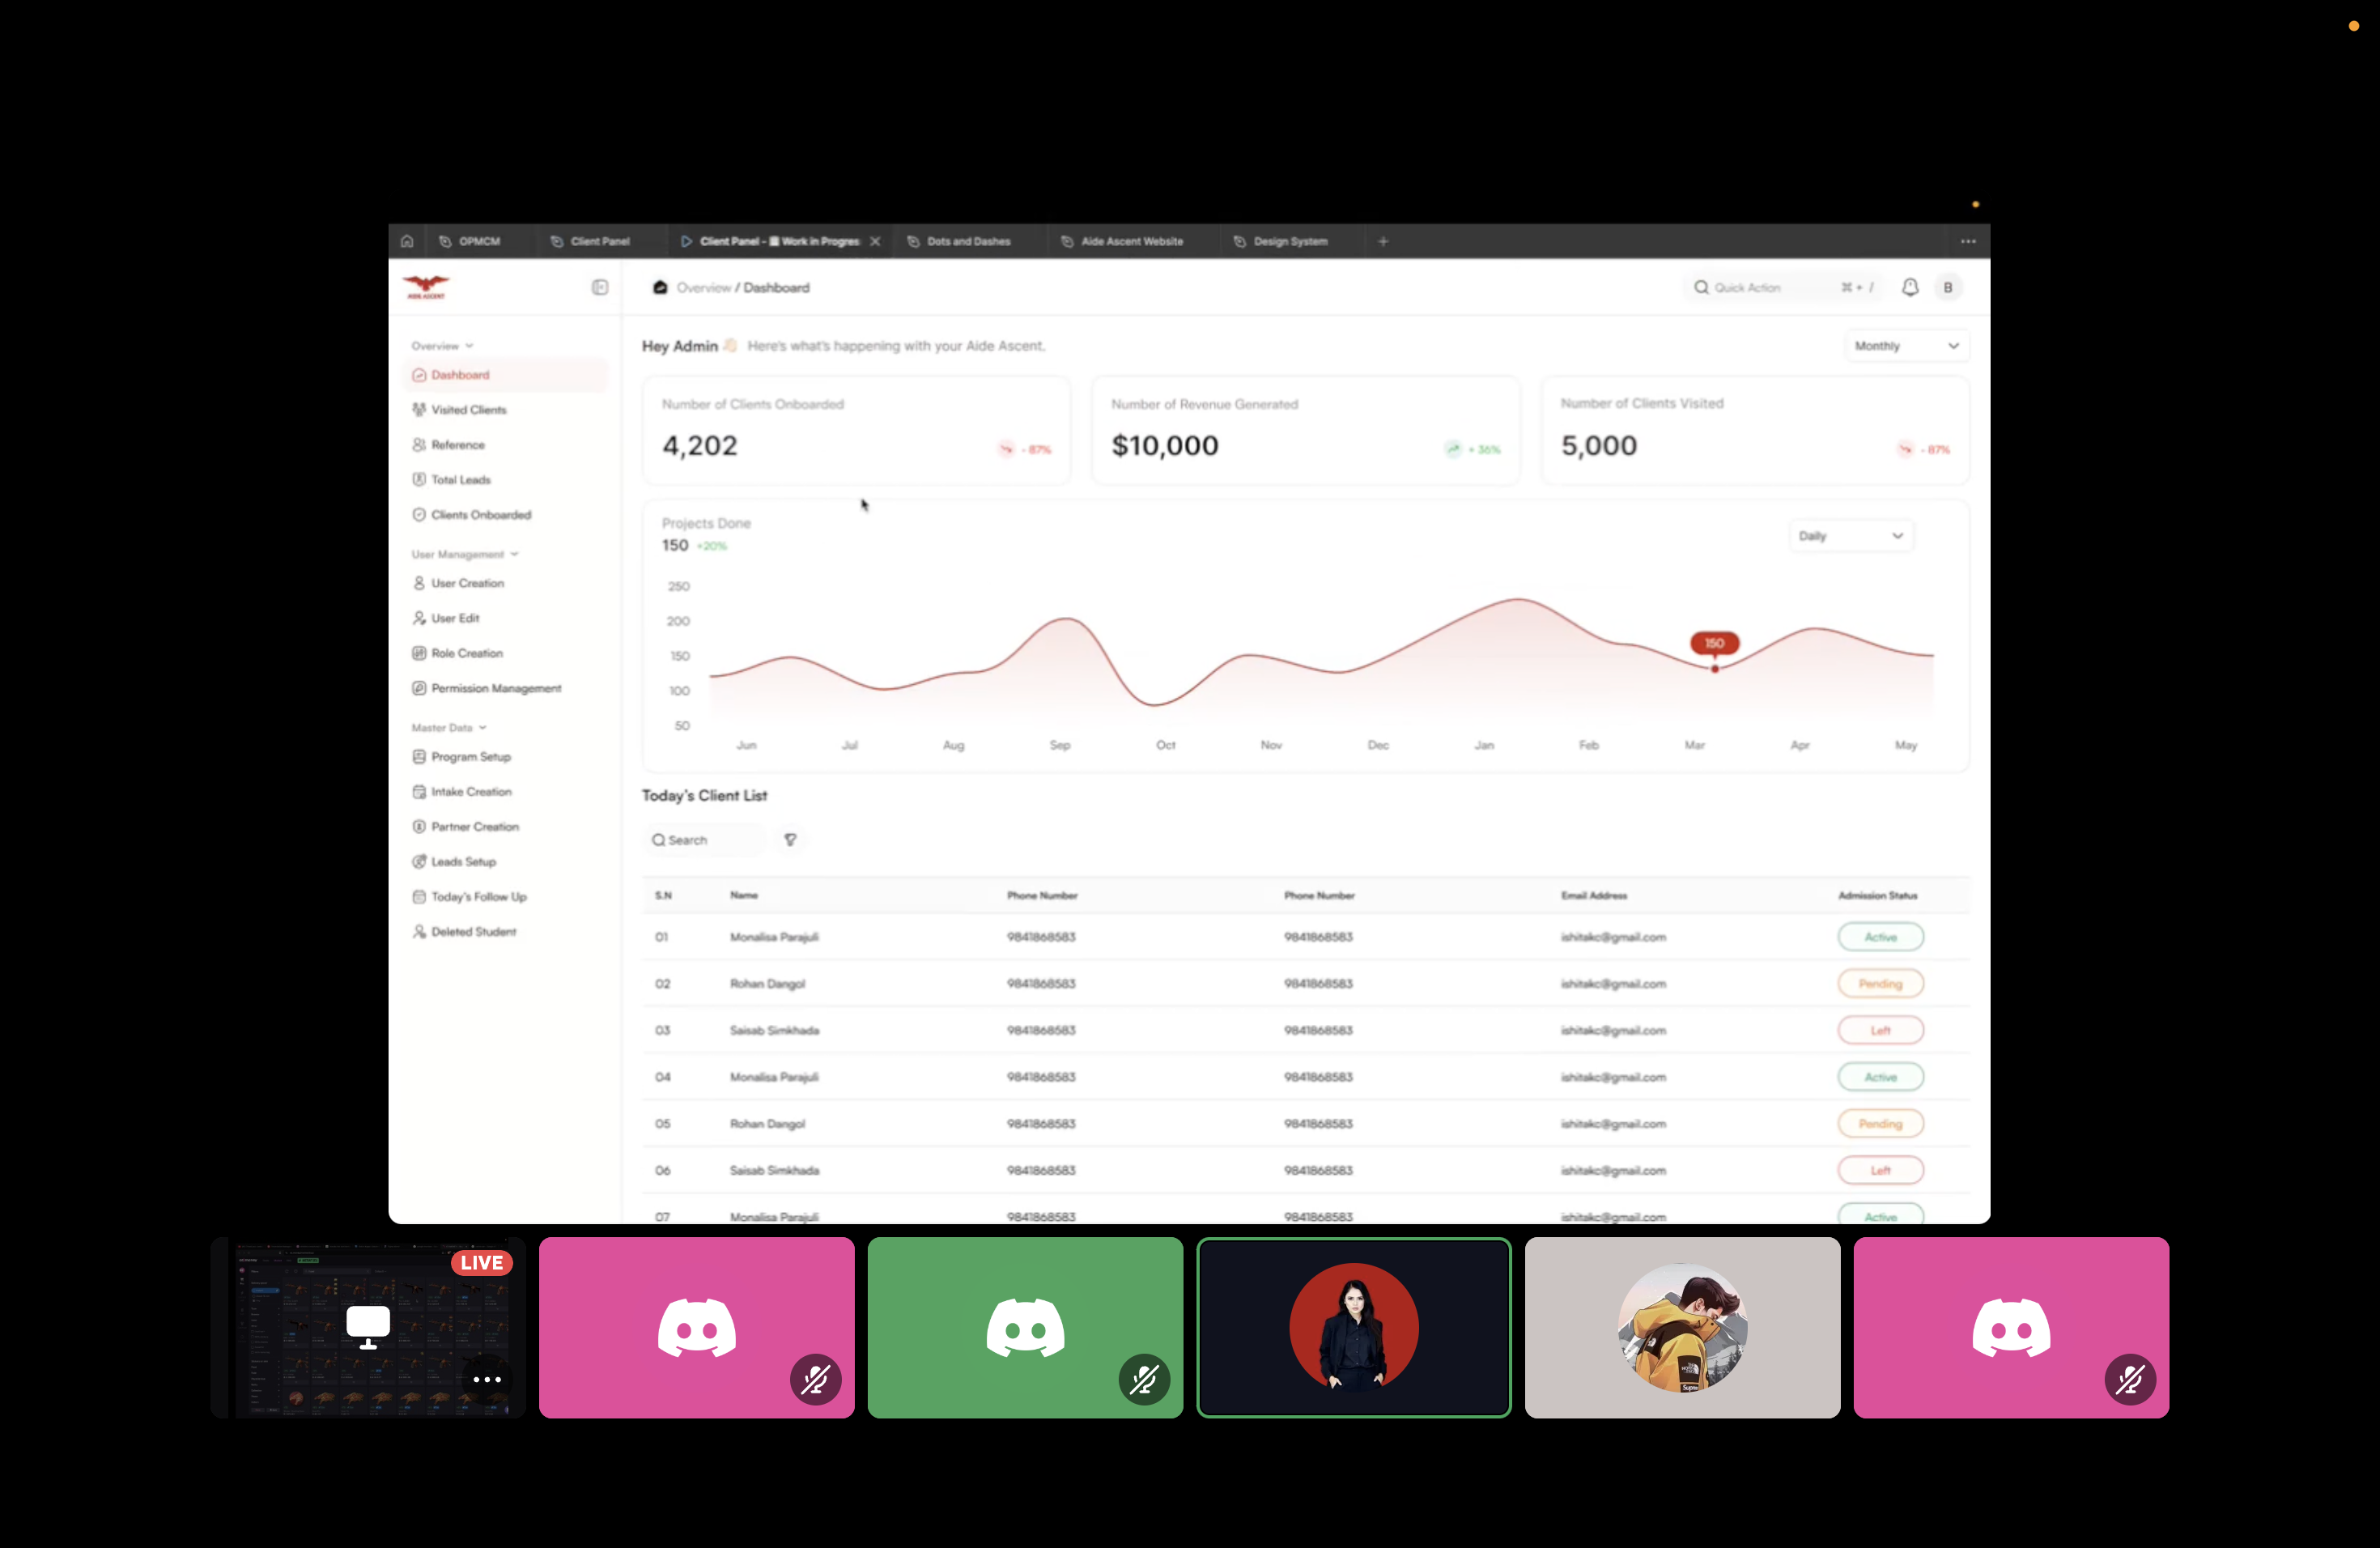 OPMCM Client Panel Client Panel - Work in Progres Dots and Dashes Aide Ascent Website Design System
AIDE ASCENT
Overview / Dashboard
Quick Action ⌘ + /
B
Overview
Dashboard
Visited Clients
Reference
Total Leads
Clients Onboarded
User Management
User Creation
User Edit
Role Creation
Permission Management
Master Data
Program Setup
Intake Creation
Partner Creation
Leads Setup
Today's Follow Up
Deleted Student
Hey Admin 👋🏻 Here's what's happening with your Aide Ascent.
Monthly
Number of Clients Onboarded
4,202 - 87%
Number of Revenue Generated
$10,000 + 36%
Number of Clients Visited
5,000 - 87%
Projects Done
150 +20%
Daily
250
200
150
100
50
150
Jun Jul Aug Sep Oct Nov Dec Jan Feb Mar Apr May
Today's Client List
Search
S.N Name Phone Number Phone Number Email Address Admission Status
01 Monalisa Parajuli 9841868583 9841868583 ishitakc@gmail.com Active
02 Rohan Dangol 9841868583 9841868583 ishitakc@gmail.com Pending
03 Saisab Simkhada 9841868583 9841868583 ishitakc@gmail.com Left
04 Monalisa Parajuli 9841868583 9841868583 ishitakc@gmail.com Active
05 Rohan Dangol 9841868583 9841868583 ishitakc@gmail.com Pending
06 Saisab Simkhada 9841868583 9841868583 ishitakc@gmail.com Left
07 Monalisa Parajuli 9841868583 9841868583 ishitakc@gmail.com Active
LIVE